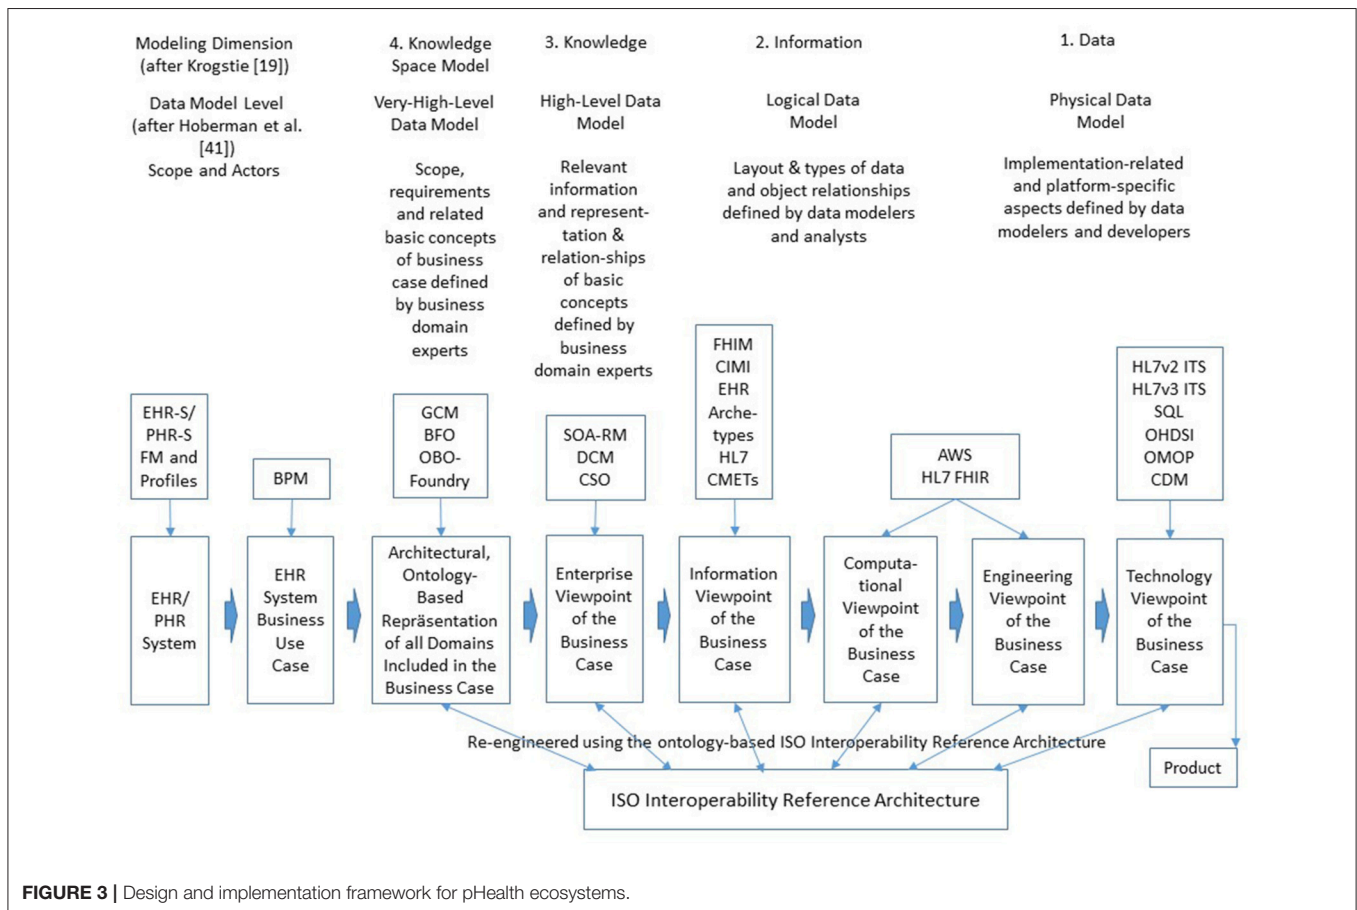 Modeling Dimension
(after Krogstie [19])
4. Knowledge
Space Model
3. Knowledge
2. Information
1. Data
Data Model Level
(after Hoberman et al.
[41])
Scope and Actors
Very-High-Level
Data Model
High-Level Data
Model
Logical Data
Model
Physical Data
Model
Scope,
requirements
and related
basic concepts
of business
case defined
by business
domain
experts
Relevant
information
and represent-
tation &
relation-ships
of basic
concepts
defined by
business
domain experts
Layout & types of data
and object relationships
defined by data modelers
and analysts
Implementation-related
and platform-specific
aspects defined by data
modelers and developers
EHR-S/
PHR-S
FM and
Profiles
BPM
GCM
BFO
OBO-
Foundry
SOA-RM
DCM
CSO
FHIM
CIMI
EHR
Arche-
types
HL7
CMETs
AWS
HL7 FHIR
HL7v2 ITS
HL7v3 ITS
SQL
OHDSI
OMOP
CDM
EHR/
PHR
System
EHR
System
Business
Use
Case
Architectural,
Ontology-
Based
Repräsentation
of all Domains
Included in the
Business Case
Enterprise
Viewpoint
of the
Business
Case
Information
Viewpoint
of the
Business
Case
Computa-
tional
Viewpoint
of the
Business
Case
Engineering
Viewpoint
of the
Business
Case
Technology
Viewpoint
of the
Business
Case
Re-engineered using the ontology-based ISO Interoperability Reference Architecture
Product
ISO Interoperability Reference Architecture
FIGURE 3 | Design and implementation framework for pHealth ecosystems.